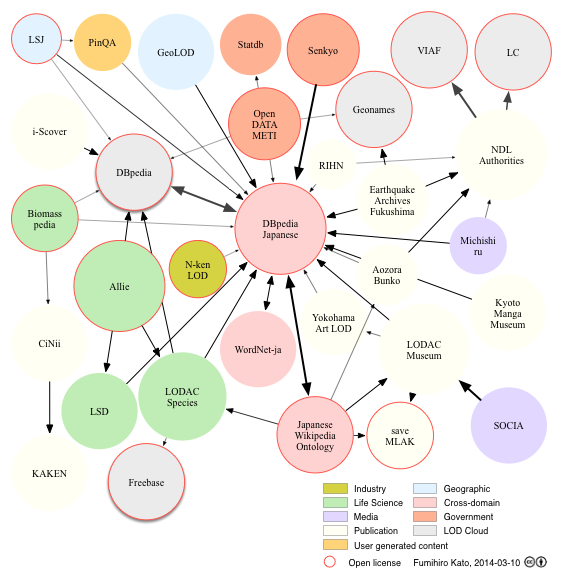 LSJ
PinQA
GeoLOD
Statdb
Senkyo
VIAF
LC
i-Scover
Open
DATA
METI
Geonames
DBpedia
RIHN
NDL
Authorities
Earthquake
Archives
Fukushima
Biomass
pedia
DBpedia
Japanese
Michishi
ru
N-ken
LOD
Aozora
Bunko
Allie
Kyoto
Manga
Museum
Yokohama
Art LOD
CiNii
WordNet-ja
LODAC
Museum
LSD
LODAC
Species
Japanese
Wikipedia
Ontology
save
MLAK
SOCIA
KAKEN
Freebase
Industry
Geographic
Life Science
Cross-domain
Media
Government
Publication
LOD Cloud
User generated content
Open license
Fumihiro Kato, 2014-03-10